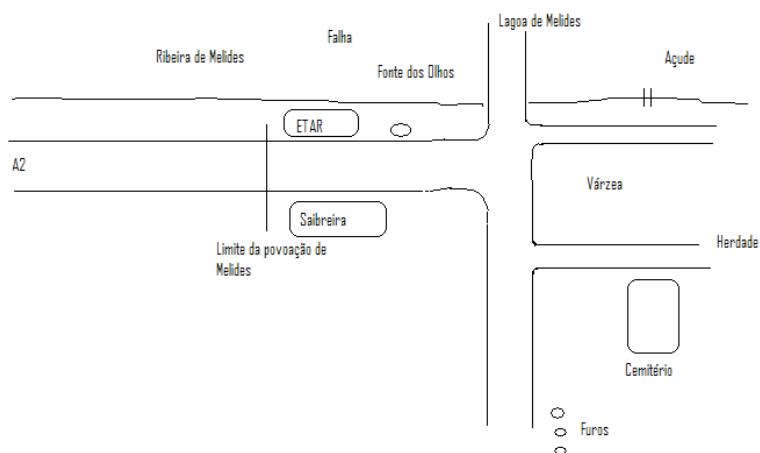 Lagoa de Melides
Falha
Ribeira de Melides
Açude
Fonte dos Olhos
ETAR
A2
Várzea
Saibreira
Limite da povoação de
Melides
Herdade
Cemitério
Furos